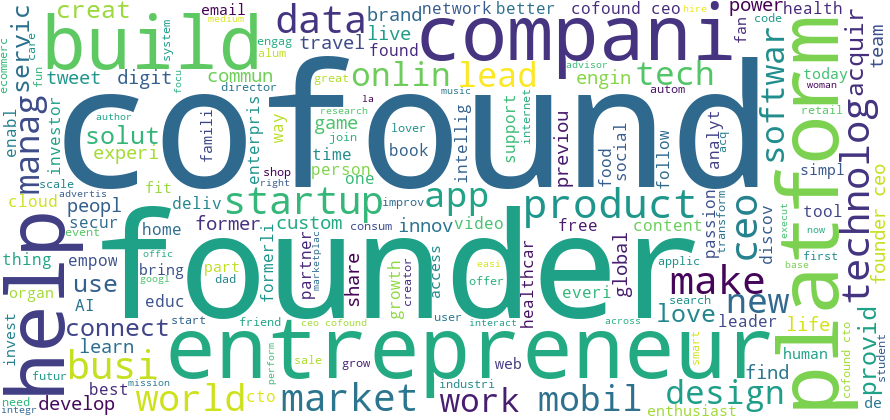 cofound
founder
entrepreneur
platform
help
build
compani
startup
product
technolog
data
onlin
lead
tech
softwar
acquir
power
health
team
creat
servic
manag
email
travel
live
brand
found
network
better
cofound ceo
fan
code
hire
medium
system
engag
alum
fun
care
ecommerc
focu
tweet
digit
commun
great
director
advisor
engin
autom
music
la
woman
today
retail
author
research
lover
join
game
time
person
one
book
famili
enterpris
way
support
internet
intellig
previou
food
social
follow
analyt
acq
simpl
tool
enabl
investor
solut
experi
cloud
scale
advertis
fit
shop
right
peopl
secur
deliv
app
improv
consum
custom
innov
video
free
content
ceo
passion
transform
discov
execut
now
first
base
founder ceo
thing
event
home
former
formerli
empow
offic
bring
googl
part
dad
partner
marketplac
share
growth
creator
access
easi
offer
healthcar
everi
global
applic
make
organ
AI
use
educ
connect
learn
start
friend
ceo cofound
user
interact
across
search
love
new
leader
smart
life
human
cofound cto
provid
student
invest
futur
busi
best
mission
perform
sale
grow
industri
web
find
need
integr
develop
world
cto
market
work
mobil
design
enthusiast
de